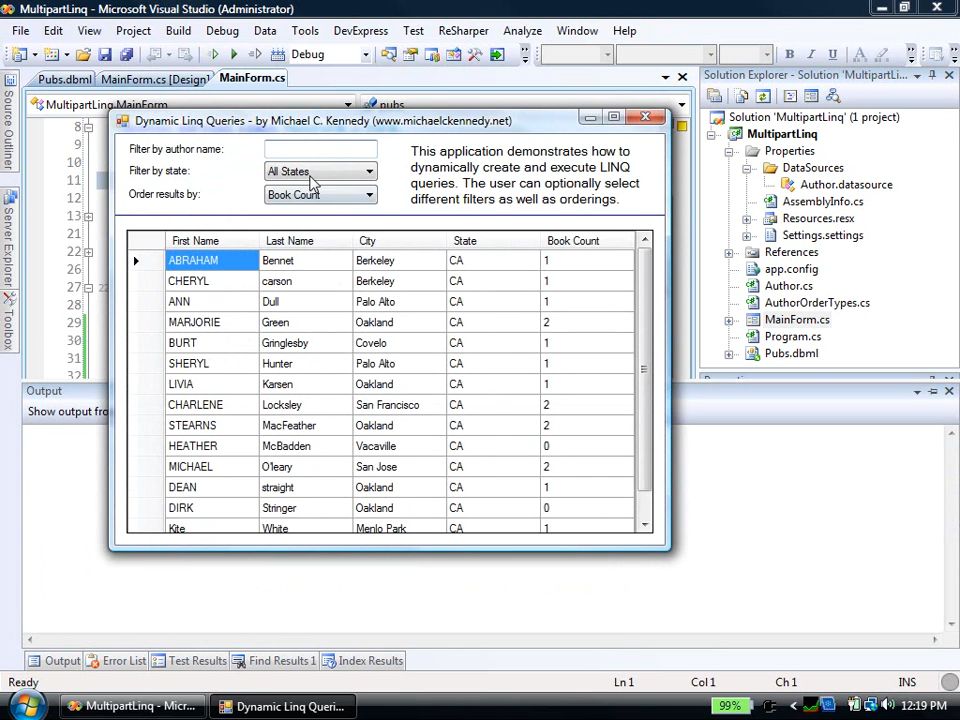 MultipartLinq - Microsoft Visual Studio (Administrator)
File Edit View Project Build Debug Data Tools DevExpress Test ReSharper Analyze Window Help
Debug
Pubs.dbml MainForm.cs [Design] MainForm.cs
MultipartLinq.MainForm pubs
Source Outliner
Server Explorer
Toolbox
8
9
10
11
13
16
22
27
28
29
30
31
32
Dynamic Linq Queries - by Michael C. Kennedy (www.michaelckennedy.net)
Filter by author name:
Filter by state: All States
Order results by: Book Count
This application demonstrates how to
dynamically create and execute LINQ
queries. The user can optionally select
different filters as well as orderings.
First Name Last Name City State Book Count
ABRAHAM Bennet Berkeley CA 1
CHERYL carson Berkeley CA 1
ANN Dull Palo Alto CA 1
MARJORIE Green Oakland CA 2
BURT Gringlesby Covelo CA 1
SHERYL Hunter Palo Alto CA 1
LIVIA Karsen Oakland CA 1
CHARLENE Locksley San Francisco CA 2
STEARNS MacFeather Oakland CA 2
HEATHER McBadden Vacaville CA 0
MICHAEL O'leary San Jose CA 2
DEAN straight Oakland CA 1
DIRK Stringer Oakland CA 0
Kite White Menlo Park CA 1
Solution Explorer - Solution 'MultipartLinq...
Solution 'MultipartLinq' (1 project)
MultipartLinq
Properties
DataSources
Author.datasource
AssemblyInfo.cs
Resources.resx
Settings.settings
References
app.config
Author.cs
AuthorOrderTypes.cs
MainForm.cs
Program.cs
Pubs.dbml
Output
Show output from
Output Error List Test Results Find Results 1 Index Results
Ready Ln 1 Col 1 Ch 1 INS
MultipartLinq - Micr... Dynamic Linq Queri... 99% 12:19 PM